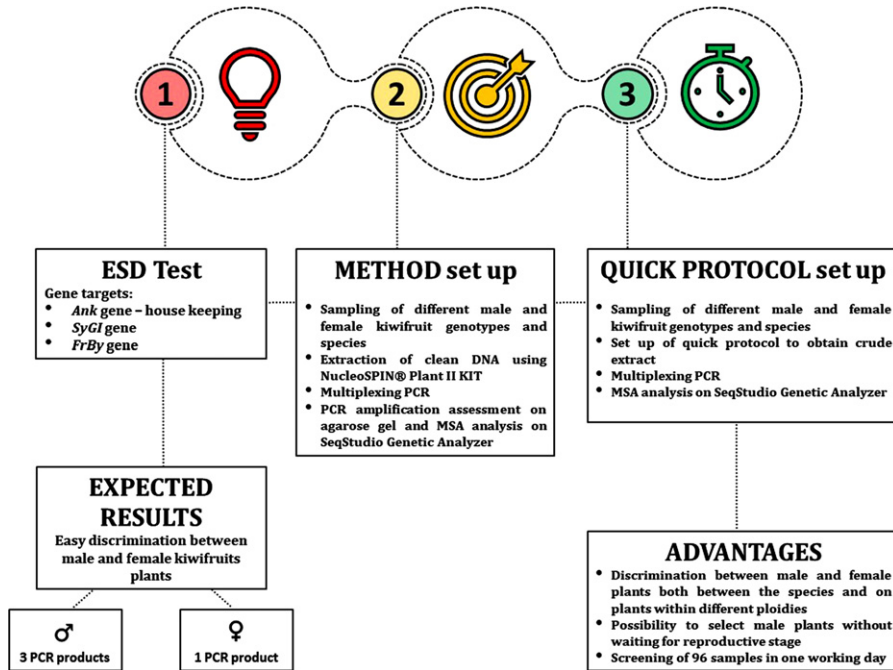 1
2
3
ESD Test
Gene targets:
• Ank gene – house keeping
• SyGI gene
• FrBy gene
METHOD set up
• Sampling of different male and
female kiwifruit genotypes and
species
• Extraction of clean DNA using
NucleoSPIN® Plant II KIT
• Multiplexing PCR
• PCR amplification assessment on
agarose gel and MSA analysis on
SeqStudio Genetic Analyzer
QUICK PROTOCOL set up
• Sampling of different male and female
kiwifruit genotypes and species
• Set up of quick protocol to obtain crude
extract
• Multiplexing PCR
• MSA analysis on SeqStudio Genetic Analyzer
EXPECTED
RESULTS
Easy discrimination between
male and female kiwifruits
plants
♂
3 PCR products
♀
1 PCR product
ADVANTAGES
• Discrimination between male and female
plants both between the species and on
plants within different ploidies
• Possibility to select male plants without
waiting for reproductive stage
• Screening of 96 samples in one working day